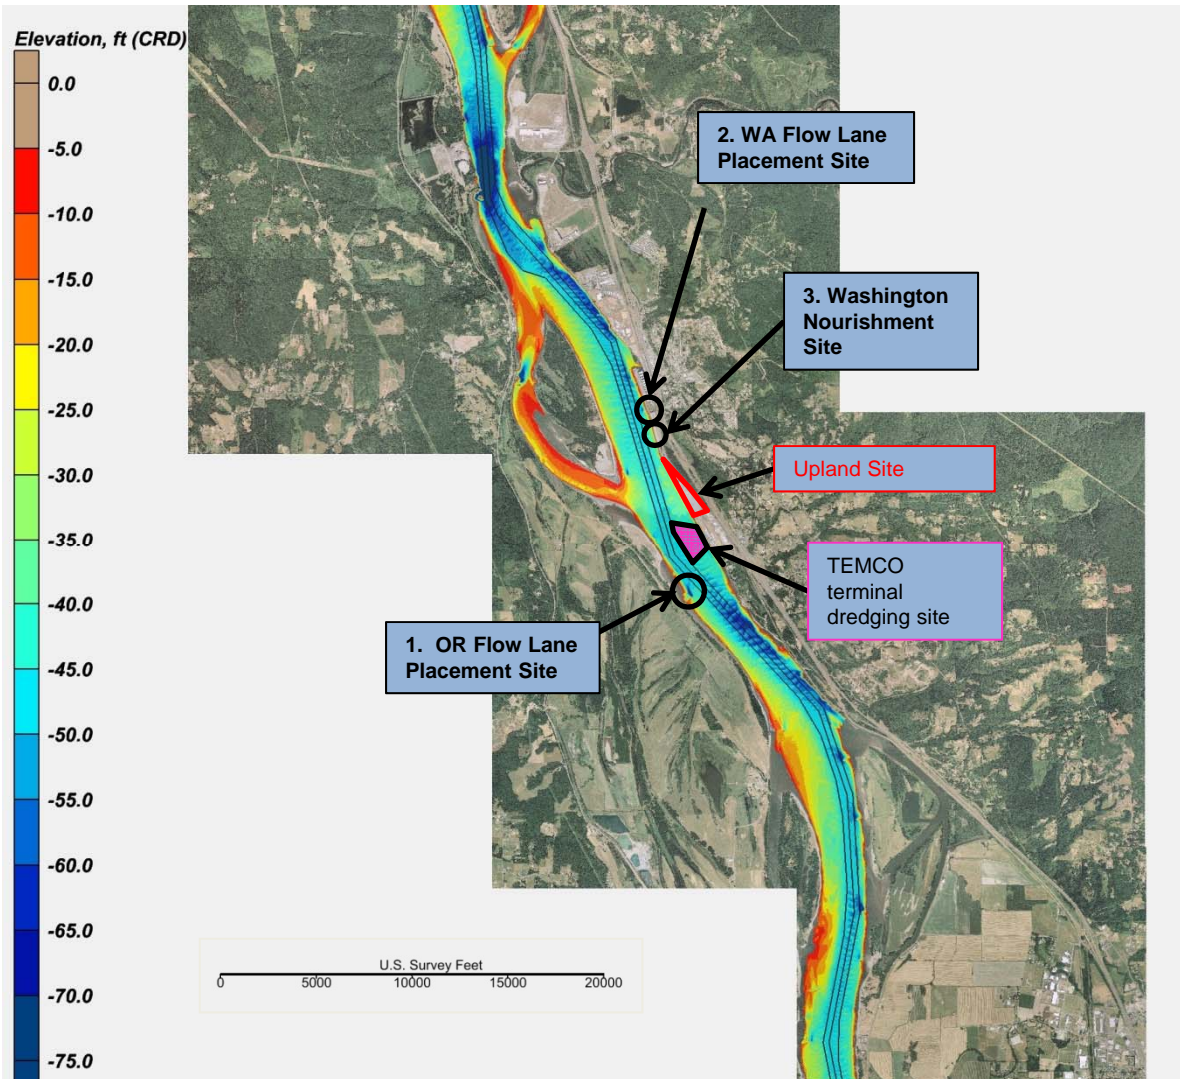 Elevation, ft (CRD)
0.0
-5.0
-10.0
-15.0
-20.0
-25.0
-30.0
-35.0
-40.0
-45.0
-50.0
-55.0
-60.0
-65.0
-70.0
-75.0
2. WA Flow Lane
Placement Site
3. Washington
Nourishment
Site
Upland Site
TEMCO
terminal
dredging site
1. OR Flow Lane
Placement Site
U.S. Survey Feet
0 5000 10000 15000 20000